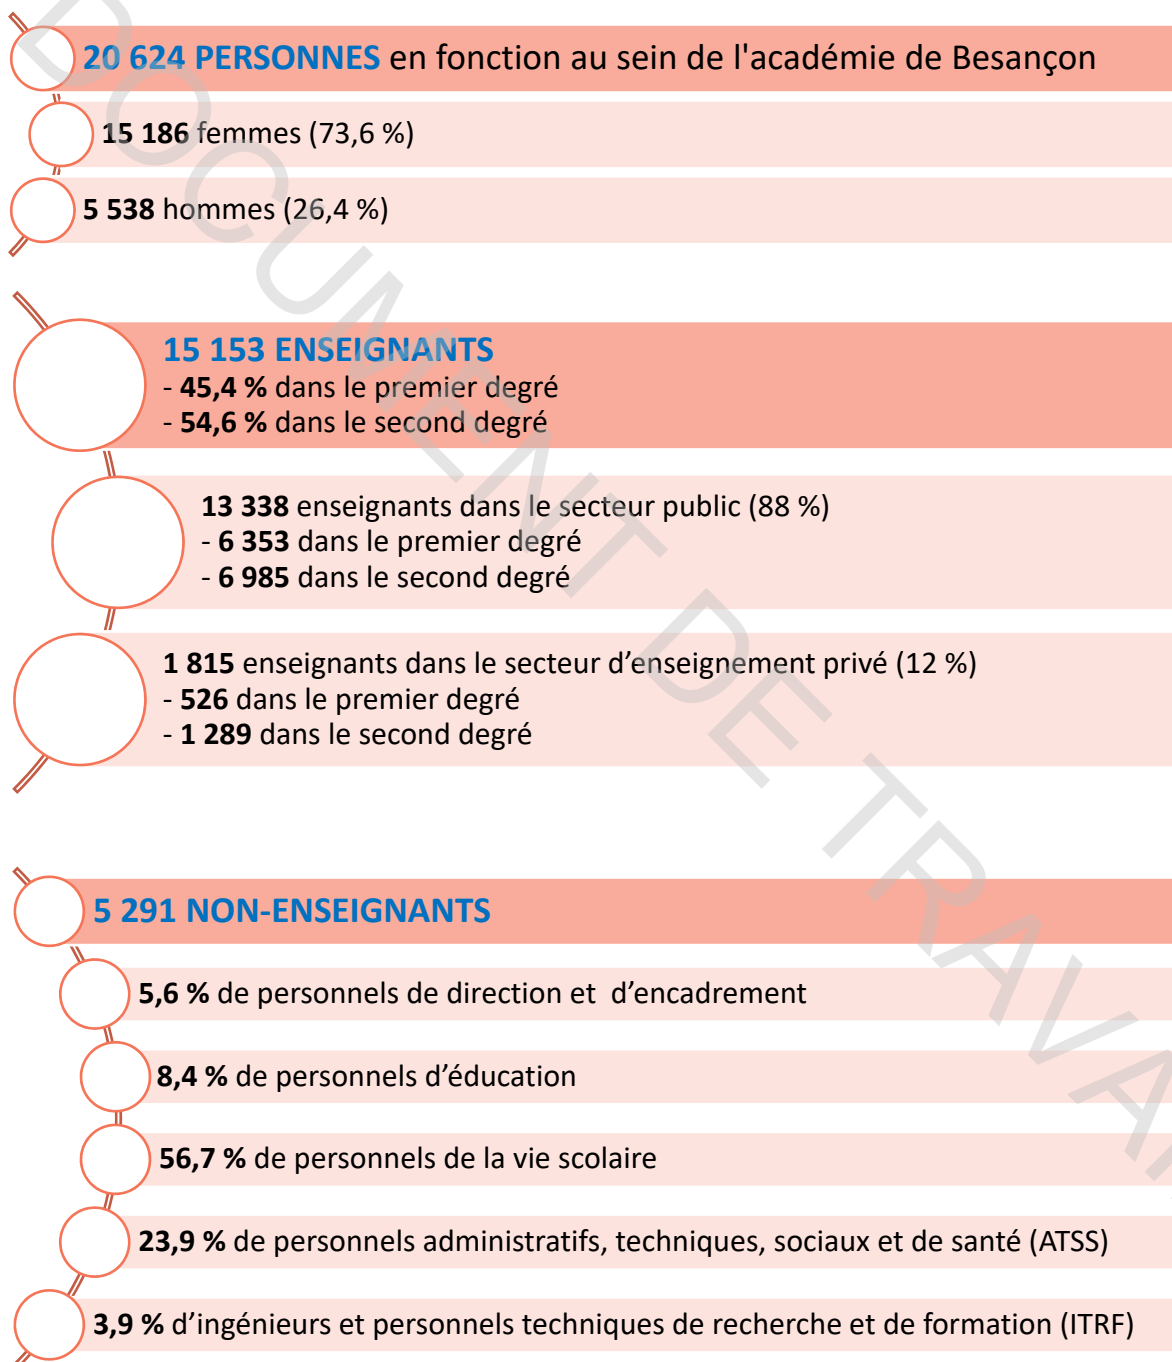 20 624 PERSONNES en fonction au sein de l'académie de Besançon
15 186 femmes (73,6 %)
5 538 hommes (26,4 %)
15 153 ENSEIGNANTS
- 45,4 % dans le premier degré
- 54,6 % dans le second degré
13 338 enseignants dans le secteur public (88 %)
- 6 353 dans le premier degré
- 6 985 dans le second degré
1 815 enseignants dans le secteur d’enseignement privé (12 %)
- 526 dans le premier degré
- 1 289 dans le second degré
5 291 NON-ENSEIGNANTS
5,6 % de personnels de direction et  d’encadrement
8,4 % de personnels d’éducation
56,7 % de personnels de la vie scolaire
23,9 % de personnels administratifs, techniques, sociaux et de santé (ATSS)
3,9 % d’ingénieurs et personnels techniques de recherche et de formation (ITRF)
DOCUMENT DE TRAVA